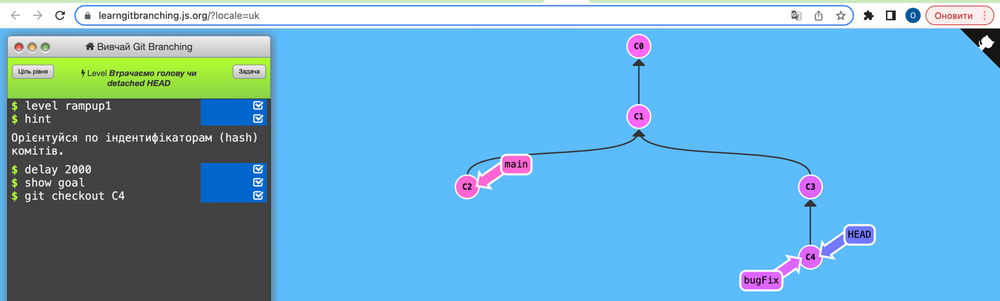 learngitbranching.js.org/?locale=uk
O
Оновити
Вивчай Git Branching
Ціль рівня
Level Втрачаємо голову чи
detached HEAD
Задача
$ level rampup1
$ hint
Орієнтуйся по індентифікаторам (hash)
комітів.
$ delay 2000
$ show goal
$ git checkout C4
C0
C1
main
C2
C3
HEAD
C4
bugFix